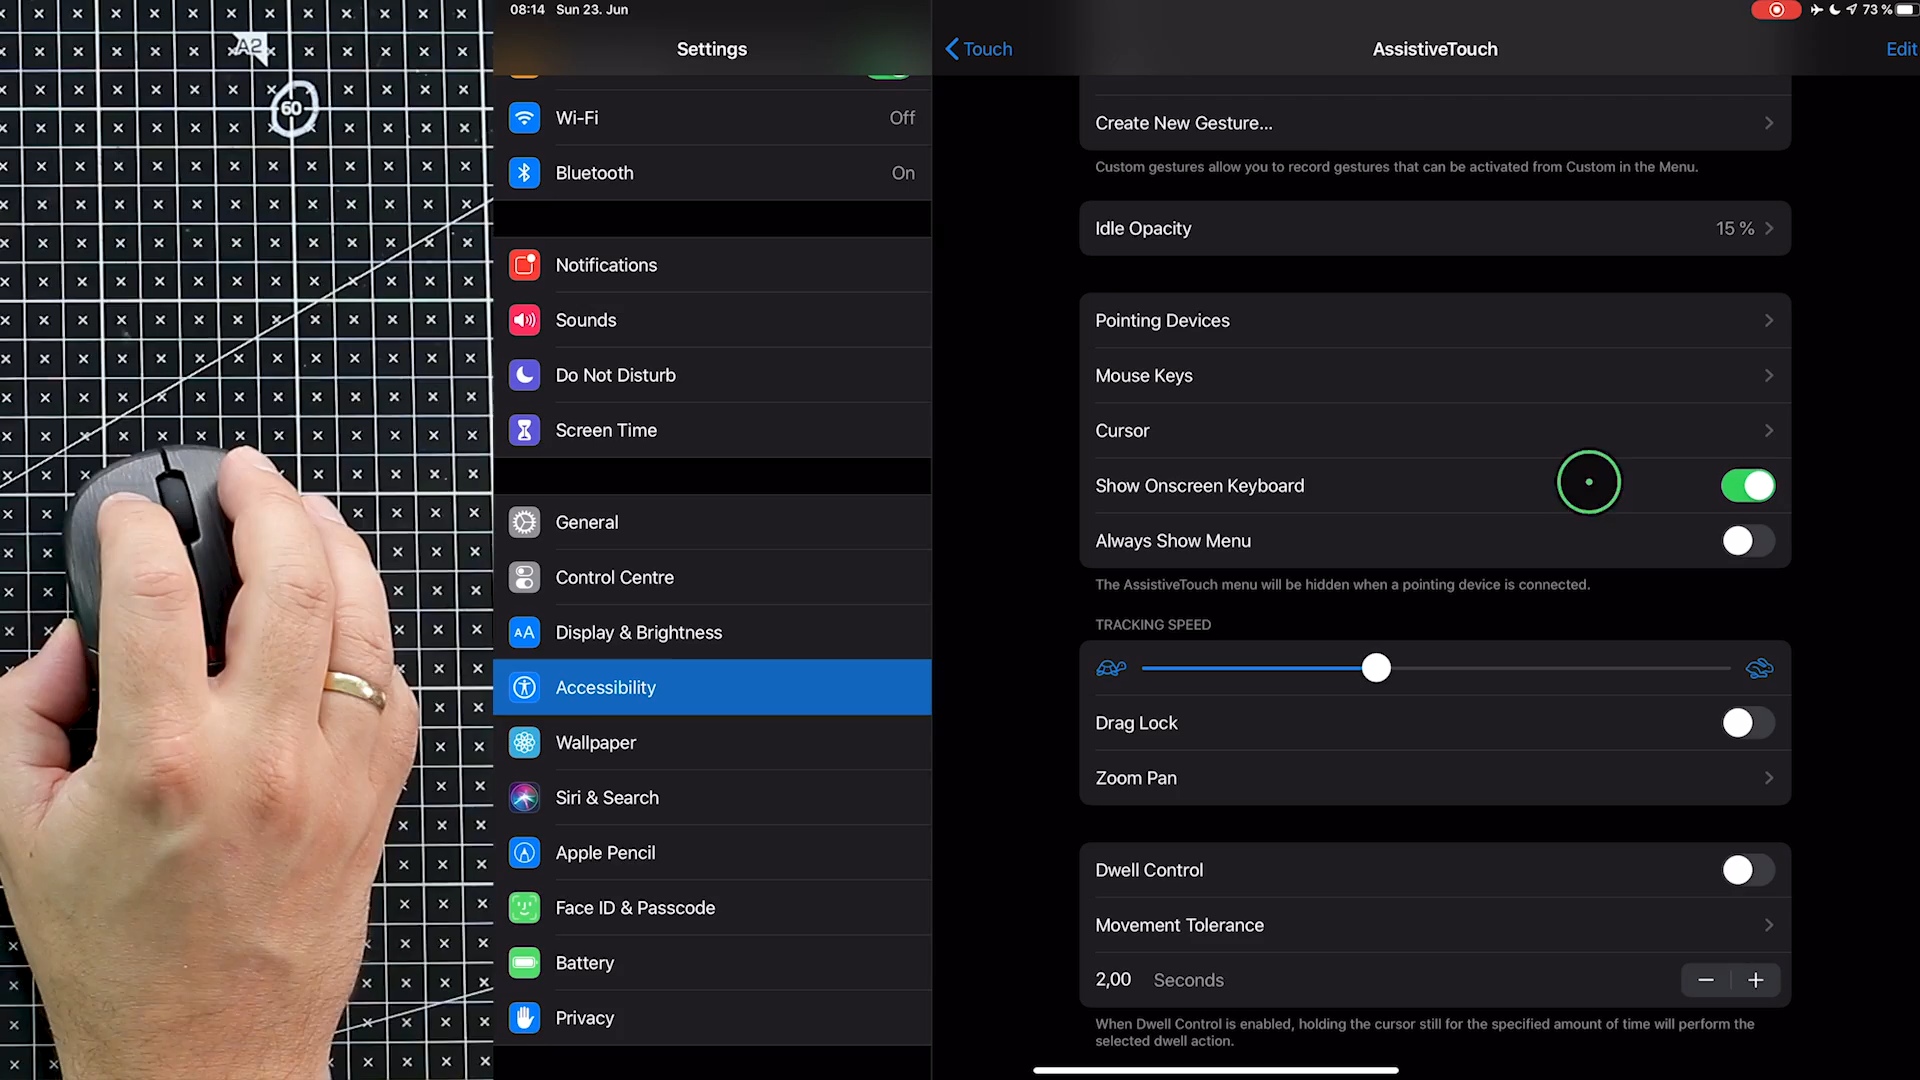 A2
60
08:14 Sun 23. Jun
73 %
Settings
Wi-Fi Off
Bluetooth On
Notifications
Sounds
Do Not Disturb
Screen Time
General
Control Centre
AA Display & Brightness
Accessibility
Wallpaper
Siri & Search
Apple Pencil
Face ID & Passcode
Battery
Privacy
Touch AssistiveTouch Edit
Create New Gesture...
Custom gestures allow you to record gestures that can be activated from Custom in the Menu.
Idle Opacity 15 %
Pointing Devices
Mouse Keys
Cursor
Show Onscreen Keyboard
Always Show Menu
The AssistiveTouch menu will be hidden when a pointing device is connected.
TRACKING SPEED
Drag Lock
Zoom Pan
Dwell Control
Movement Tolerance
2,00 Seconds − +
When Dwell Control is enabled, holding the cursor still for the specified amount of time will perform the
selected dwell action.